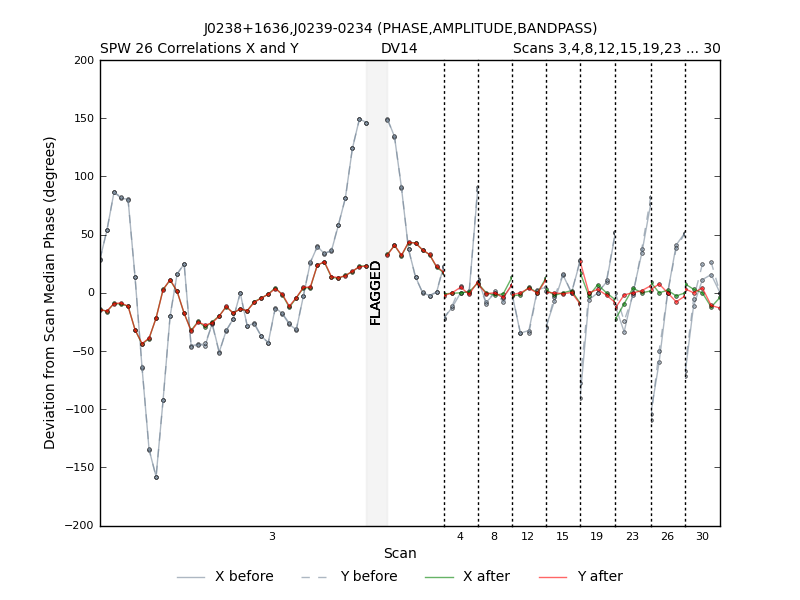 J0238+1636,J0239-0234 (PHASE,AMPLITUDE,BANDPASS)
SPW 26 Correlations X and Y DV14 Scans 3,4,8,12,15,19,23 ... 30
200
150
100
50
0
−50
−100
−150
−200
Deviation from Scan Median Phase (degrees)
FLAGGED
3 4 8 12 15 19 23 26 30
Scan
X before Y before X after Y after